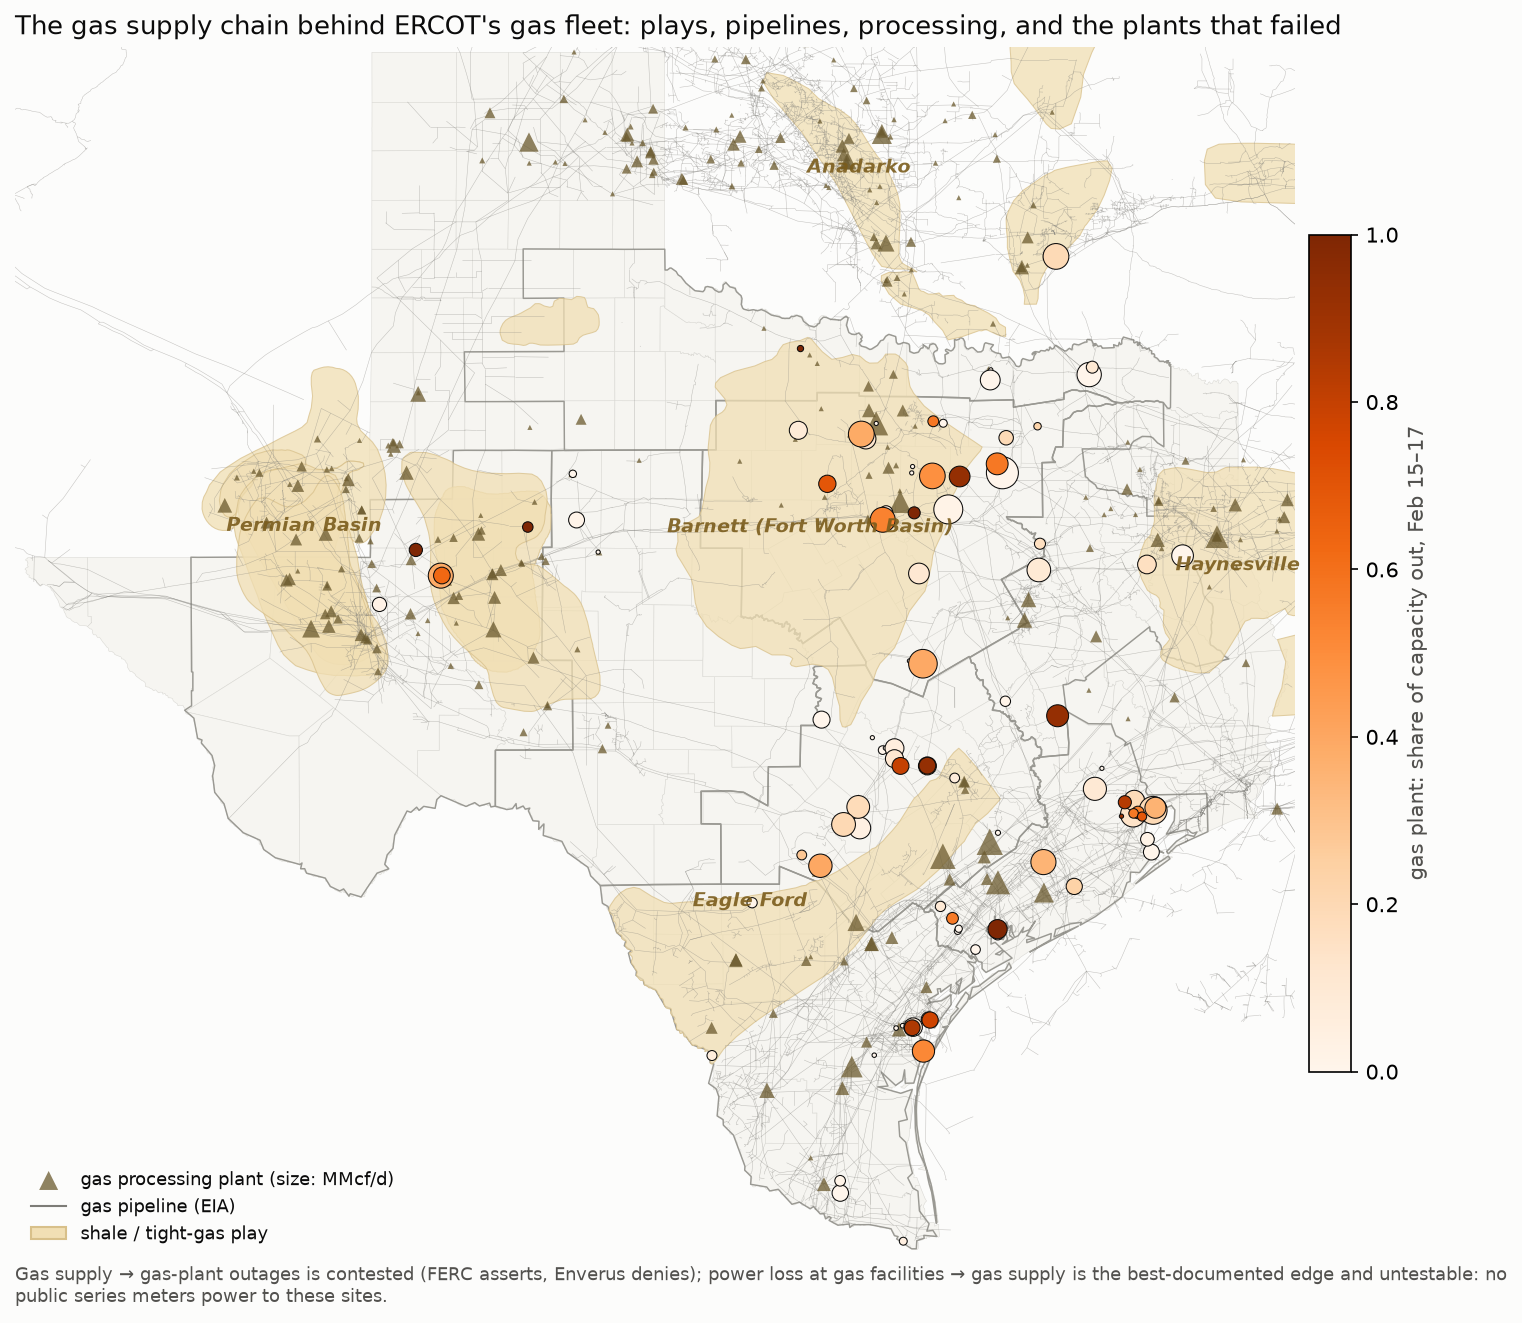 The gas supply chain behind ERCOT's gas fleet: plays, pipelines, processing, and the plants that failed
Anadarko
Permian Basin
Barnett (Fort Worth Basin)
Haynesville
Eagle Ford
1.0
0.8
0.6
0.4
0.2
0.0
gas plant: share of capacity out, Feb 15–17
gas processing plant (size: MMcf/d)
gas pipeline (EIA)
shale / tight-gas play
Gas supply → gas-plant outages is contested (FERC asserts, Enverus denies); power loss at gas facilities → gas supply is the best-documented edge and untestable: no
public series meters power to these sites.